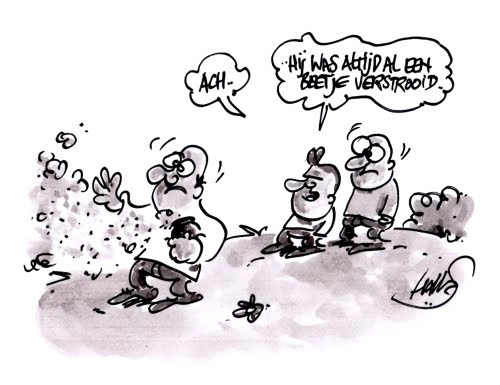 ACH..
HIJ WAS ALTIJD AL EEN
BEETJE VERSTROOID..